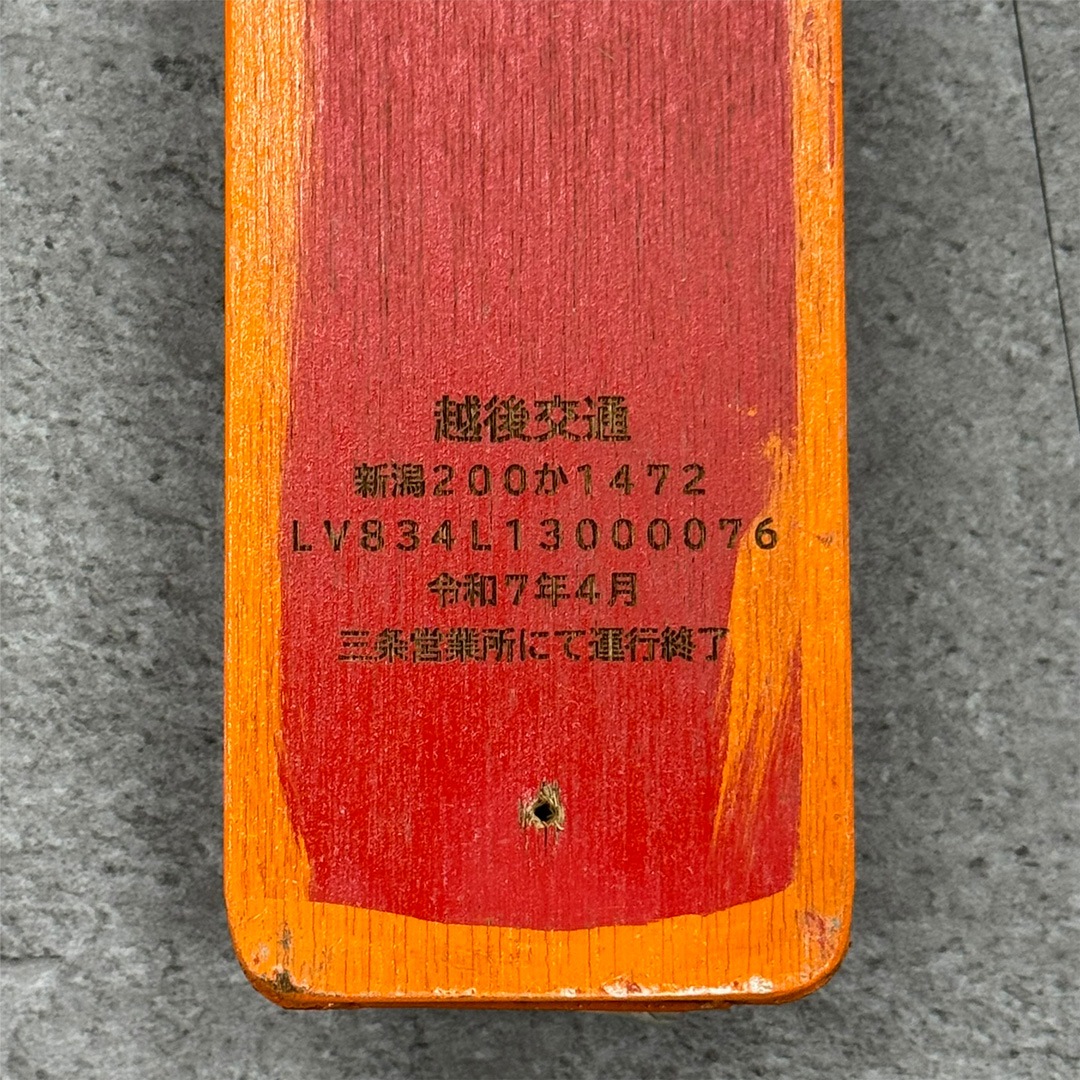 越後交通
新潟200か1472
LV834L13000076
令和7年4月
三条営業所にて運行終了